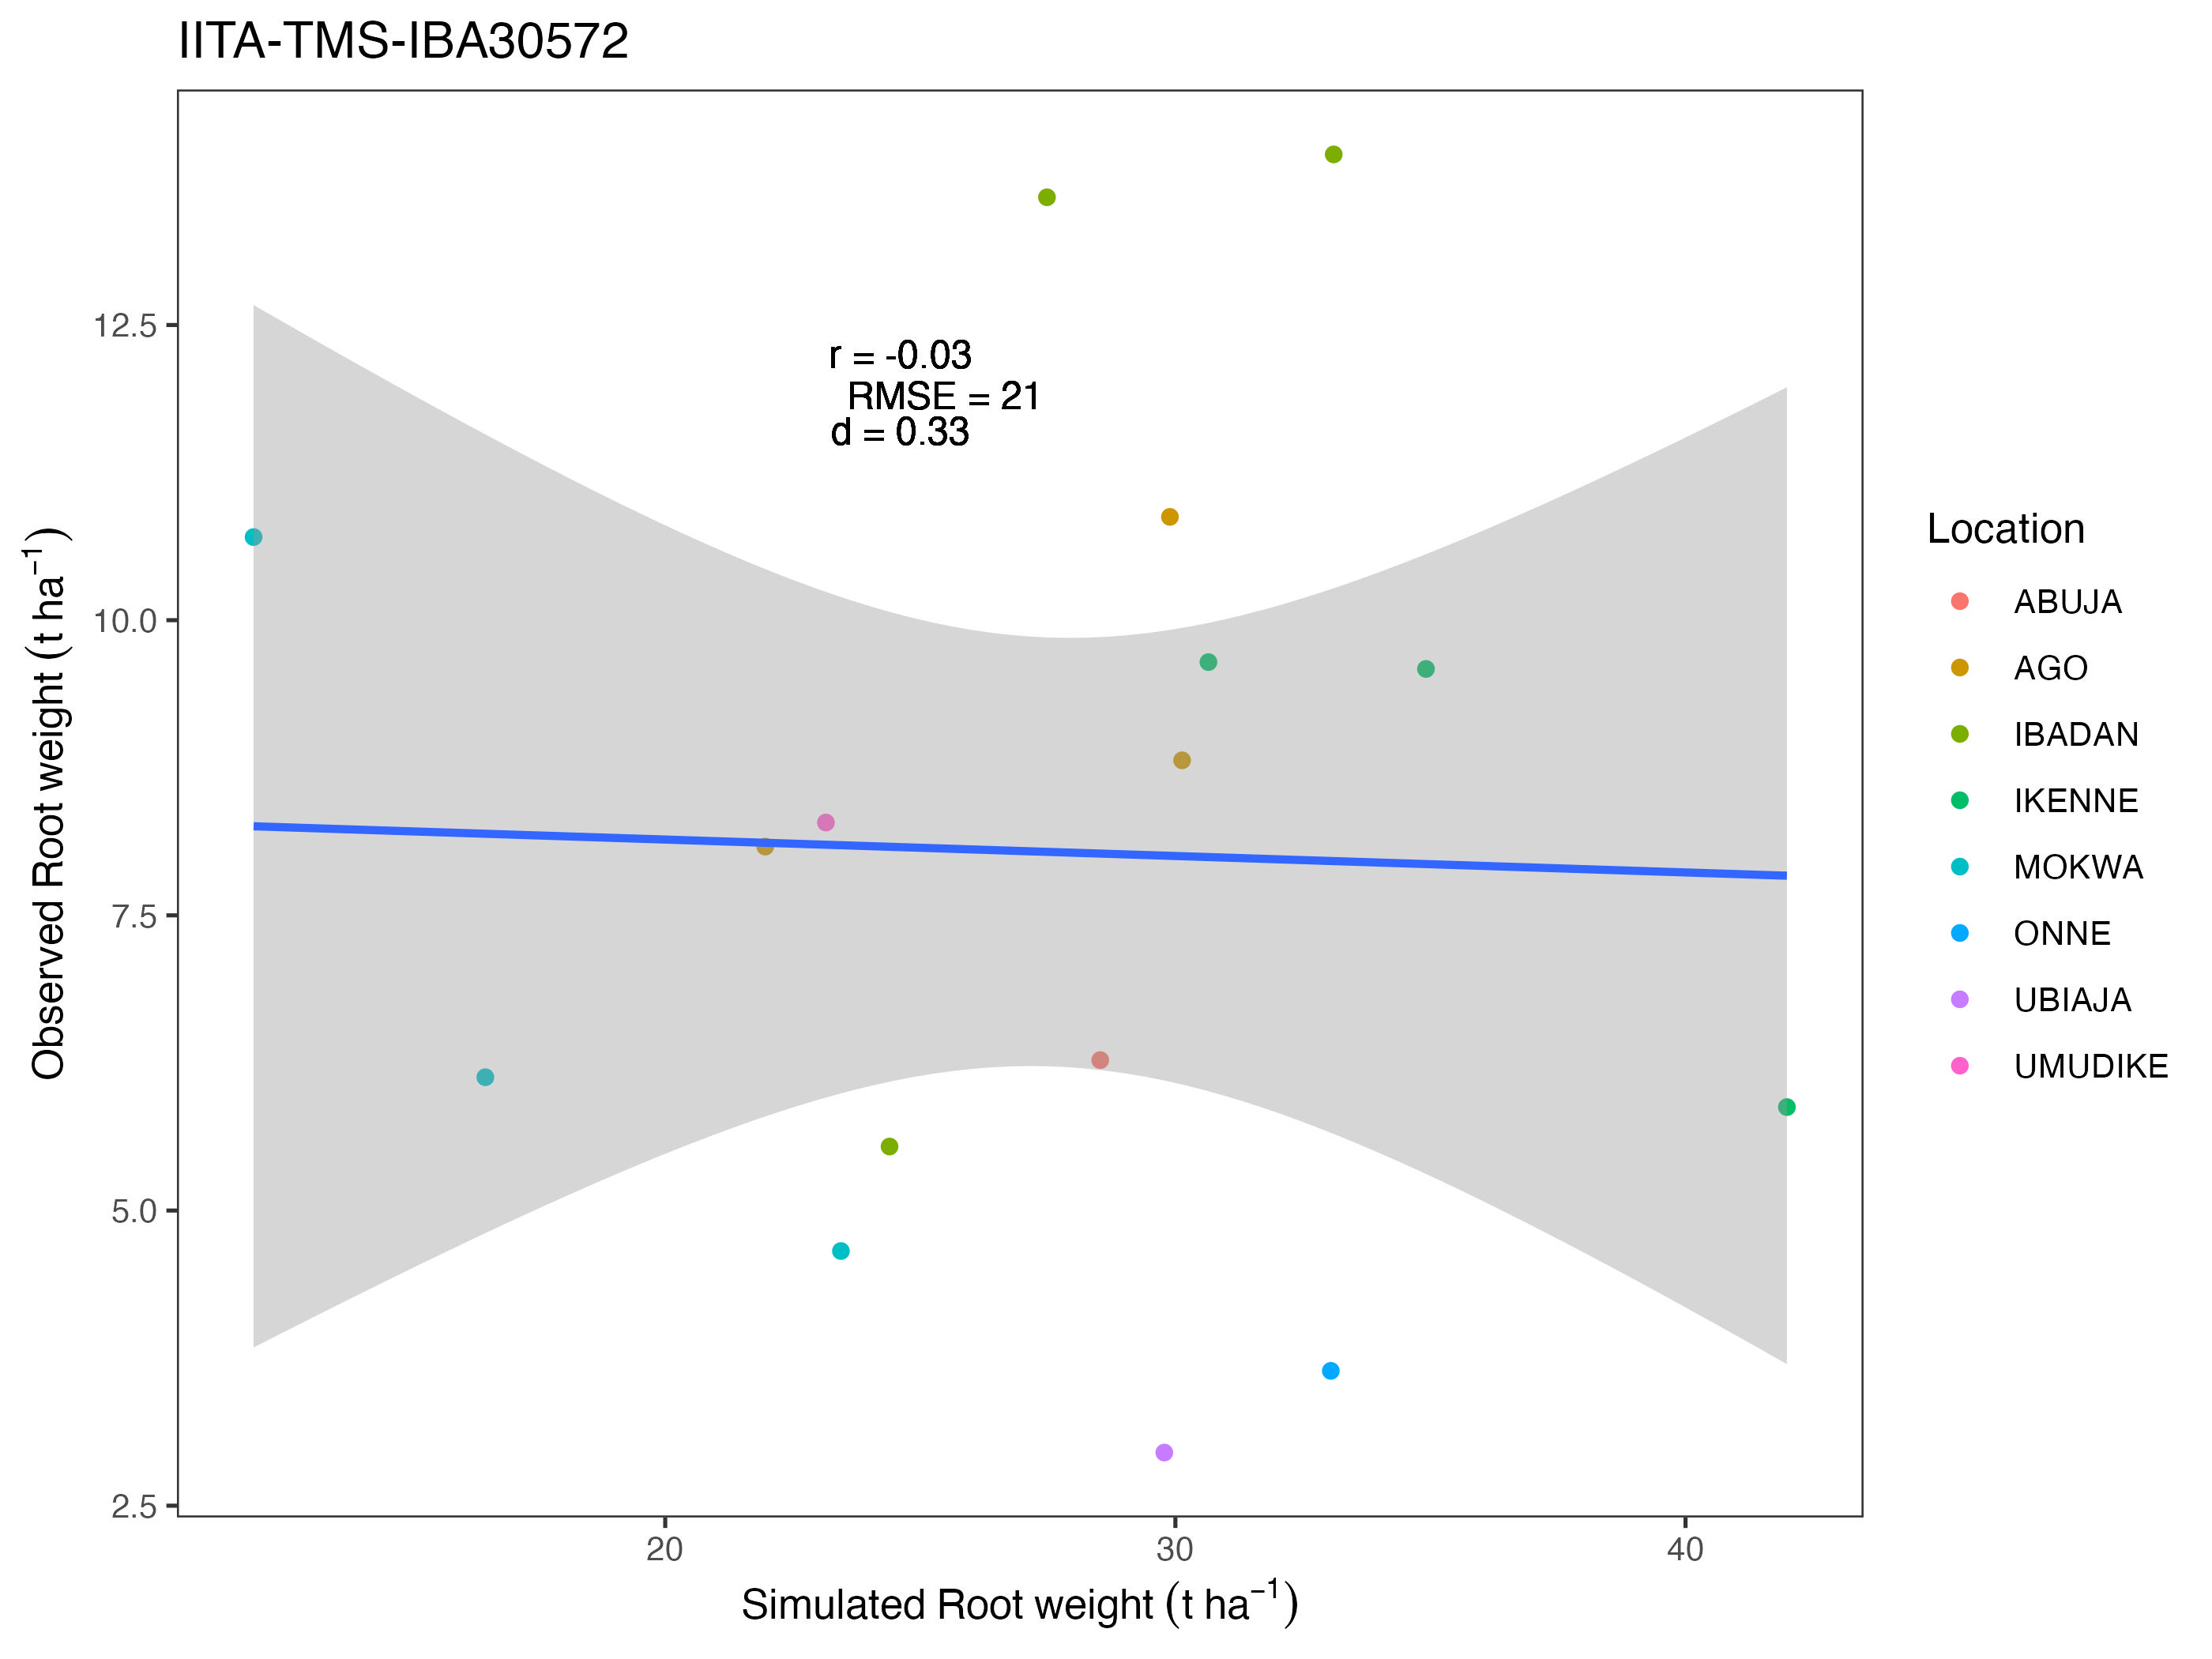 IITA-TMS-IBA30572
r = -0.03
RMSE = 21
d = 0.33
12.5
10.0
7.5
5.0
2.5
Observed Root weight (t ha⁻¹)
20 30 40
Simulated Root weight (t ha⁻¹)
Location
ABUJA
AGO
IBADAN
IKENNE
MOKWA
ONNE
UBIAJA
UMUDIKE